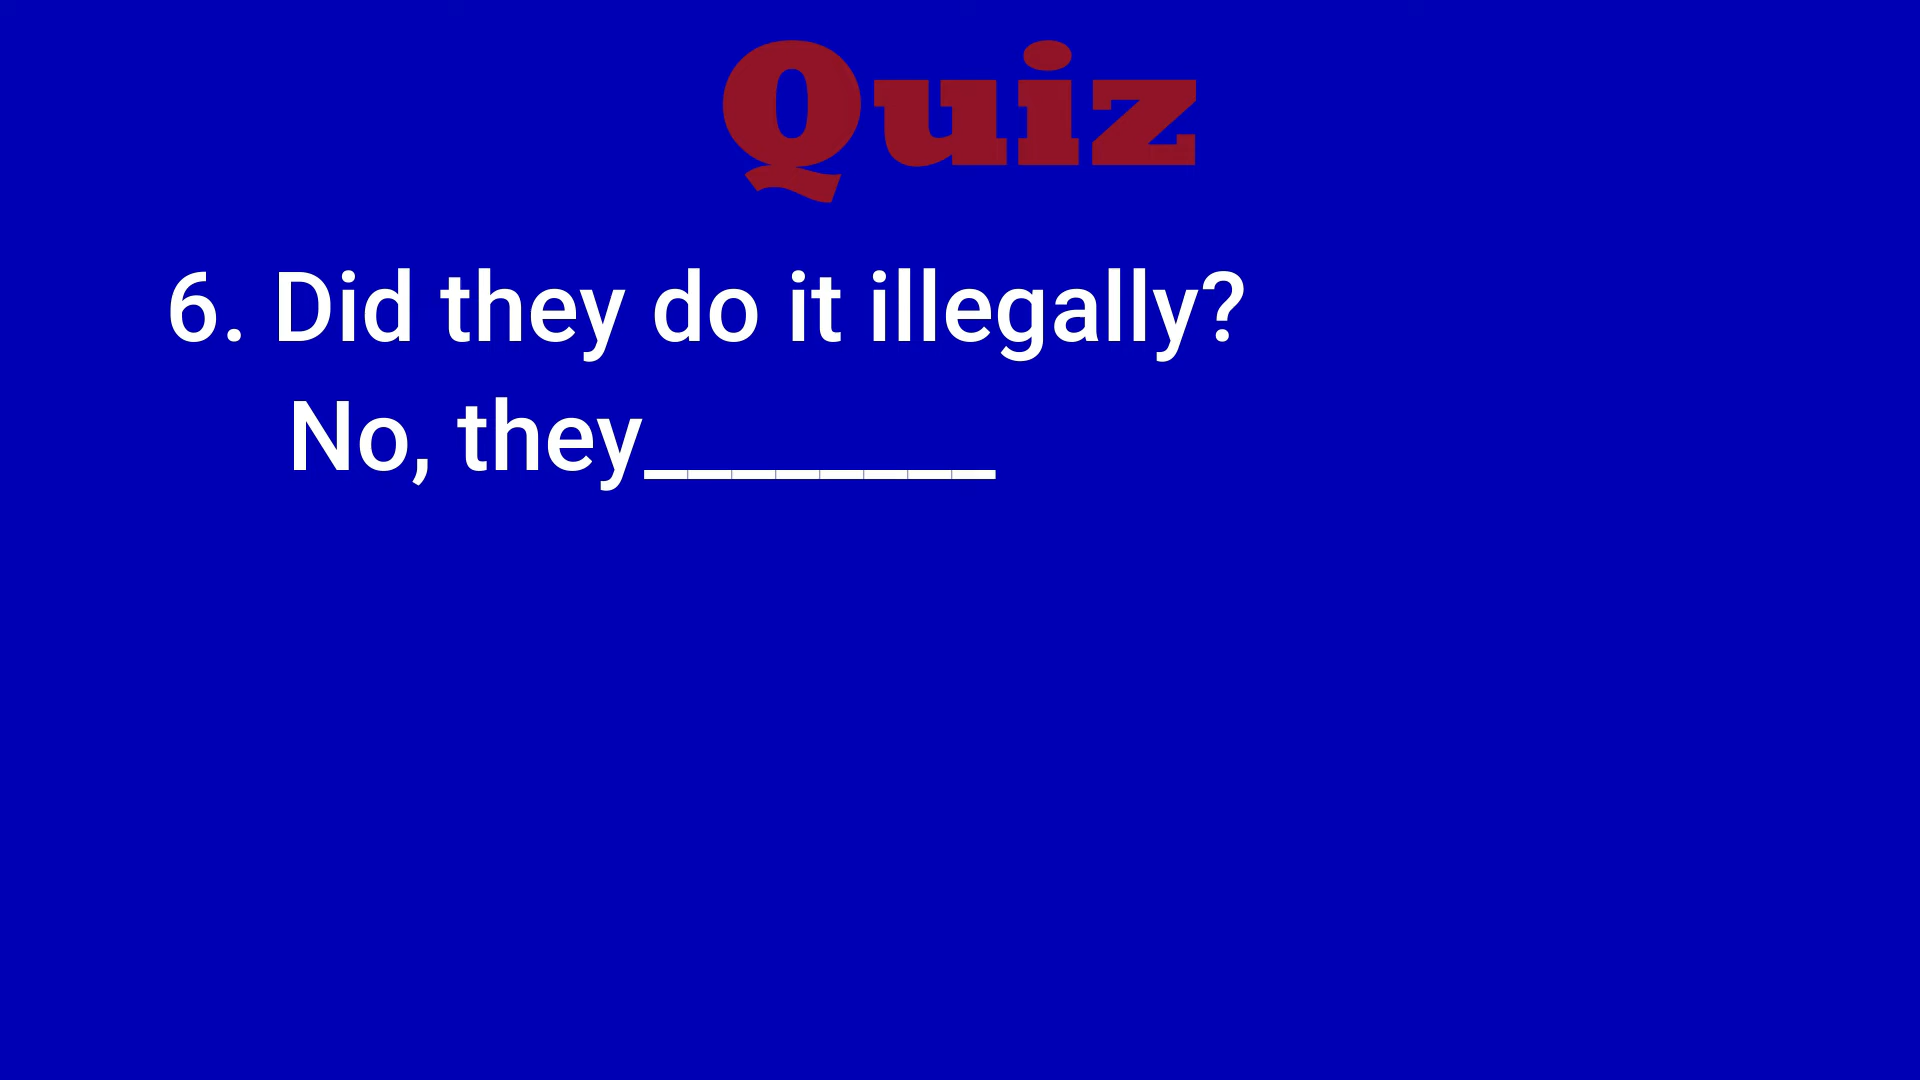 Quiz
6. Did they do it illegally?
No, they________